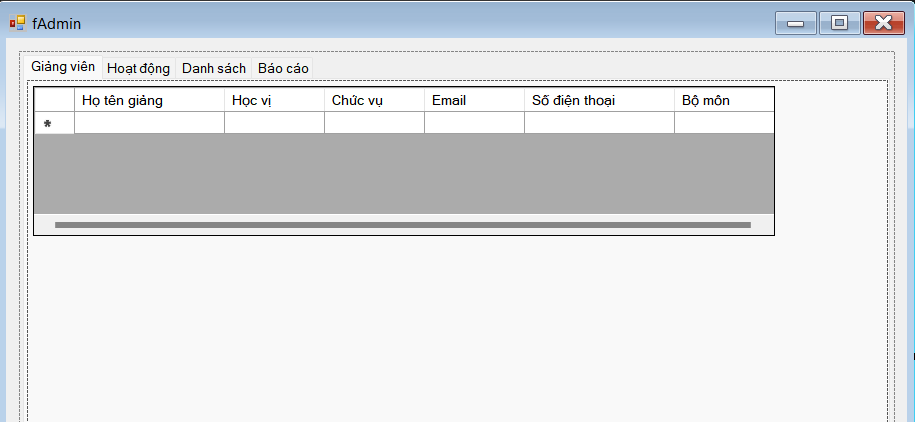 fAdmin
Giảng viên Hoạt động Danh sách Báo cáo
Họ tên giảng Học vị Chức vụ Email Số điện thoại Bộ môn
*